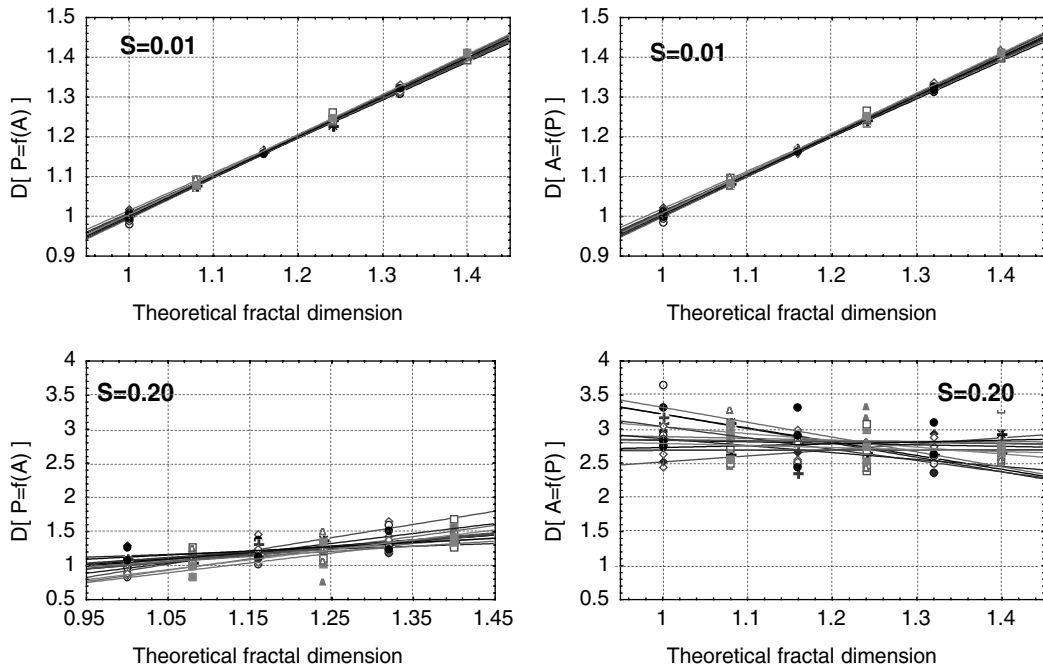 1.5
1.4
1.3
1.2
1.1
1
0.9
D[ P=f(A) ]
S=0.01
1 1.1 1.2 1.3 1.4
Theoretical fractal dimension
1.5
1.4
1.3
1.2
1.1
1
0.9
D[ A=f(P) ]
S=0.01
1 1.1 1.2 1.3 1.4
Theoretical fractal dimension
4
3.5
3
2.5
2
1.5
1
0.5
D[ P=f(A) ]
S=0.20
0.95 1.05 1.15 1.25 1.35 1.45
Theoretical fractal dimension
4
3.5
3
2.5
2
1.5
1
0.5
D[ A=f(P) ]
S=0.20
1 1.1 1.2 1.3 1.4
Theoretical fractal dimension